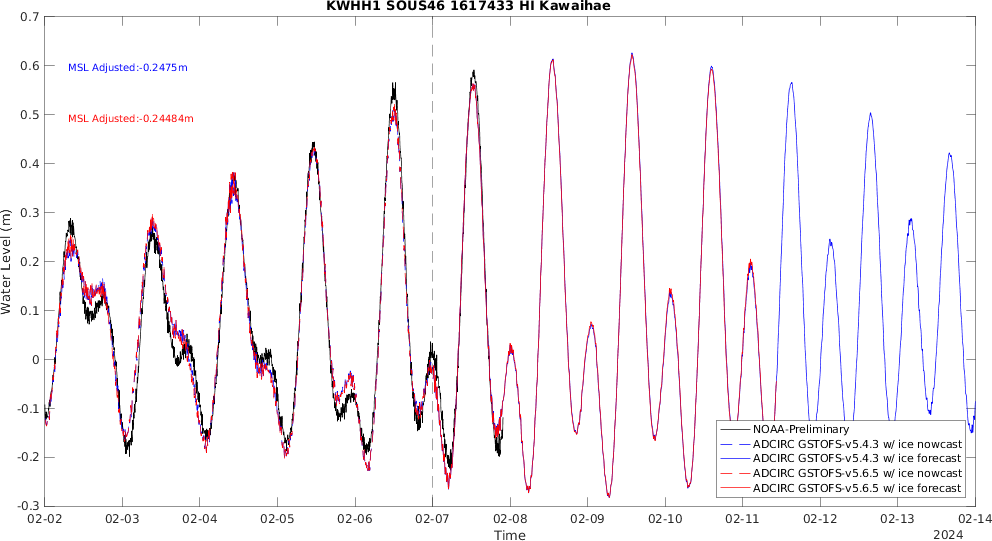 KWHH1 SOUS46 1617433 HI Kawaihae
0.7
0.6
0.5
0.4
0.3
0.2
0.1
0
-0.1
-0.2
-0.3
Water Level (m)
MSL Adjusted:-0.2475m
MSL Adjusted:-0.24484m
NOAA-Preliminary
ADCIRC GSTOFS-v5.4.3 w/ ice nowcast
ADCIRC GSTOFS-v5.4.3 w/ ice forecast
ADCIRC GSTOFS-v5.6.5 w/ ice nowcast
ADCIRC GSTOFS-v5.6.5 w/ ice forecast
02-02 02-03 02-04 02-05 02-06 02-07 02-08 02-09 02-10 02-11 02-12 02-13 02-14
Time
2024